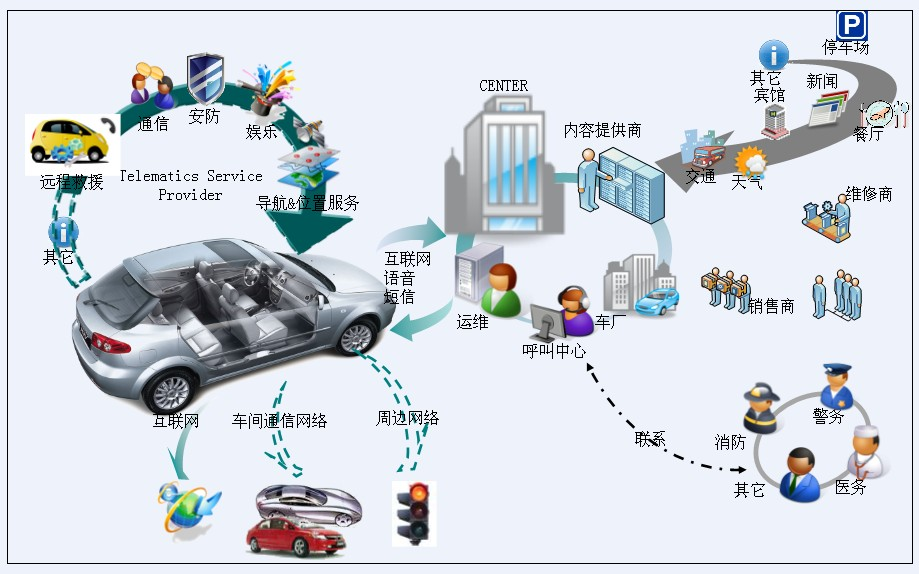 P
停车场
其它
宾馆
新闻
餐厅
交通
天气
CENTER
内容提供商
通信
安防
娱乐
远程救援
Telematics Service
Provider
导航&位置服务
其它
互联网
语音
短信
维修商
销售商
运维
车厂
呼叫中心
互联网
车间通信网络
周边网络
联系
消防
警务
其它
医务